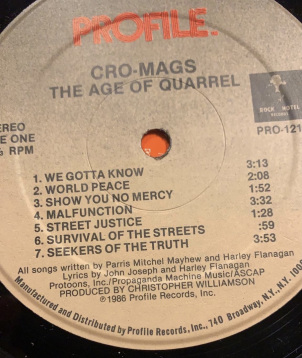 PROFILE.
CRO-MAGS
THE AGE OF QUARREL
ROCK HOTEL
RECORDS
PRO-121
RPM
1. WE GOTTA KNOW 3:13
2. WORLD PEACE 2:08
3. SHOW YOU NO MERCY 1:52
4. MALFUNCTION 3:32
5. STREET JUSTICE 1:28
6. SURVIVAL OF THE STREETS :59
7. SEEKERS OF THE TRUTH 3:53
All songs written by Parris Mitchel Mayhew and Harley Flanagan
Lyrics by John Joseph and Harley Flanagan
Protoons, Inc./Propaganda Machine Music/ASCAP
PRODUCED BY CHRISTOPHER WILLIAMSON
©1986 Profile Records, Inc.
Manufactured and Distributed by Profile Records, Inc., 740 Broadway, N.Y., N.Y.